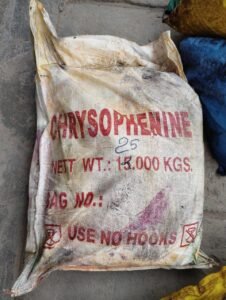 CHRYSOPHENINE
25
NETT WT.: 15.000 KGS.
BAG NO.:
USE NO HOOKS